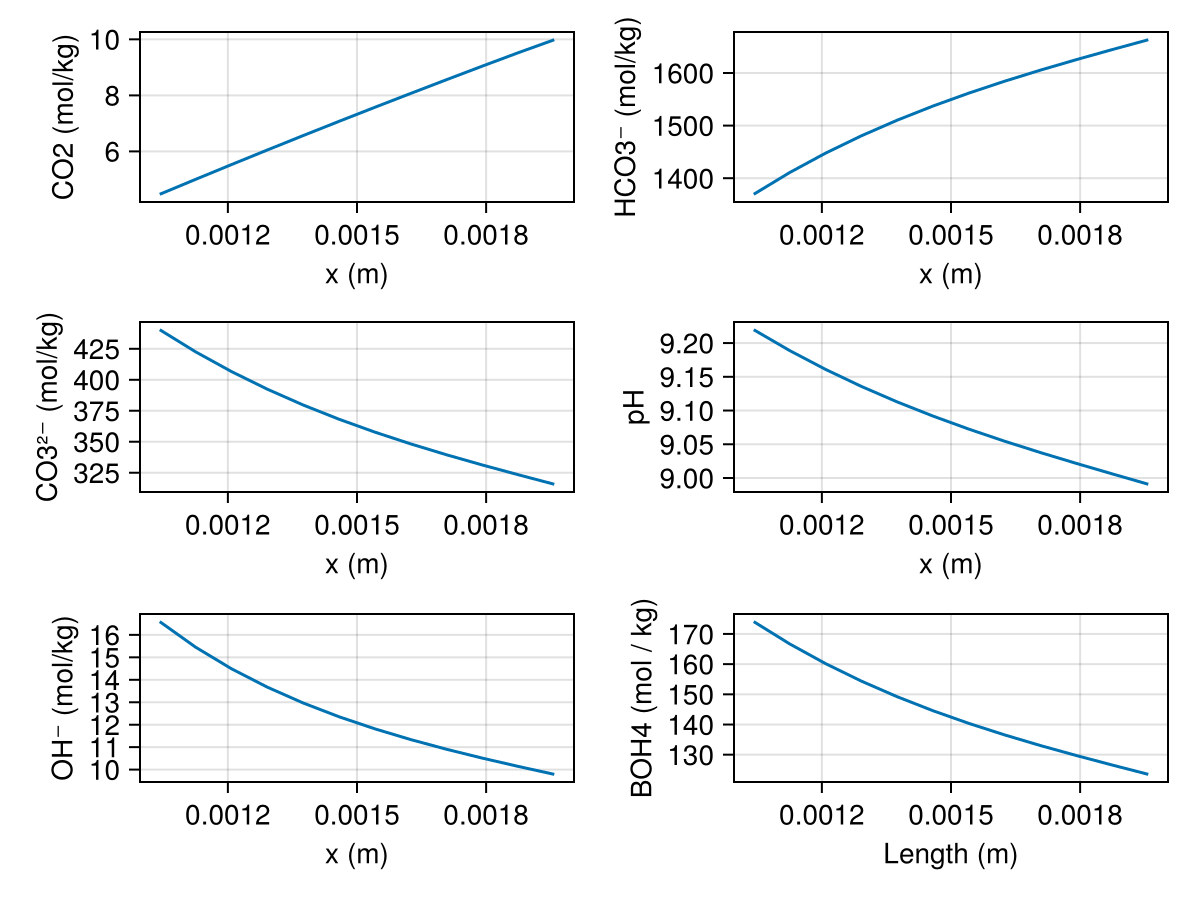 CO2 (mol/kg)
10
8
6
0.0012 0.0015 0.0018
x (m)
HCO3⁻ (mol/kg)
1600
1500
1400
0.0012 0.0015 0.0018
x (m)
CO3²⁻ (mol/kg)
425
400
375
350
325
0.0012 0.0015 0.0018
x (m)
pH
9.20
9.15
9.10
9.05
9.00
0.0012 0.0015 0.0018
x (m)
OH⁻ (mol/kg)
16
15
14
13
12
11
10
0.0012 0.0015 0.0018
x (m)
BOH4 (mol / kg)
170
160
150
140
130
0.0012 0.0015 0.0018
Length (m)